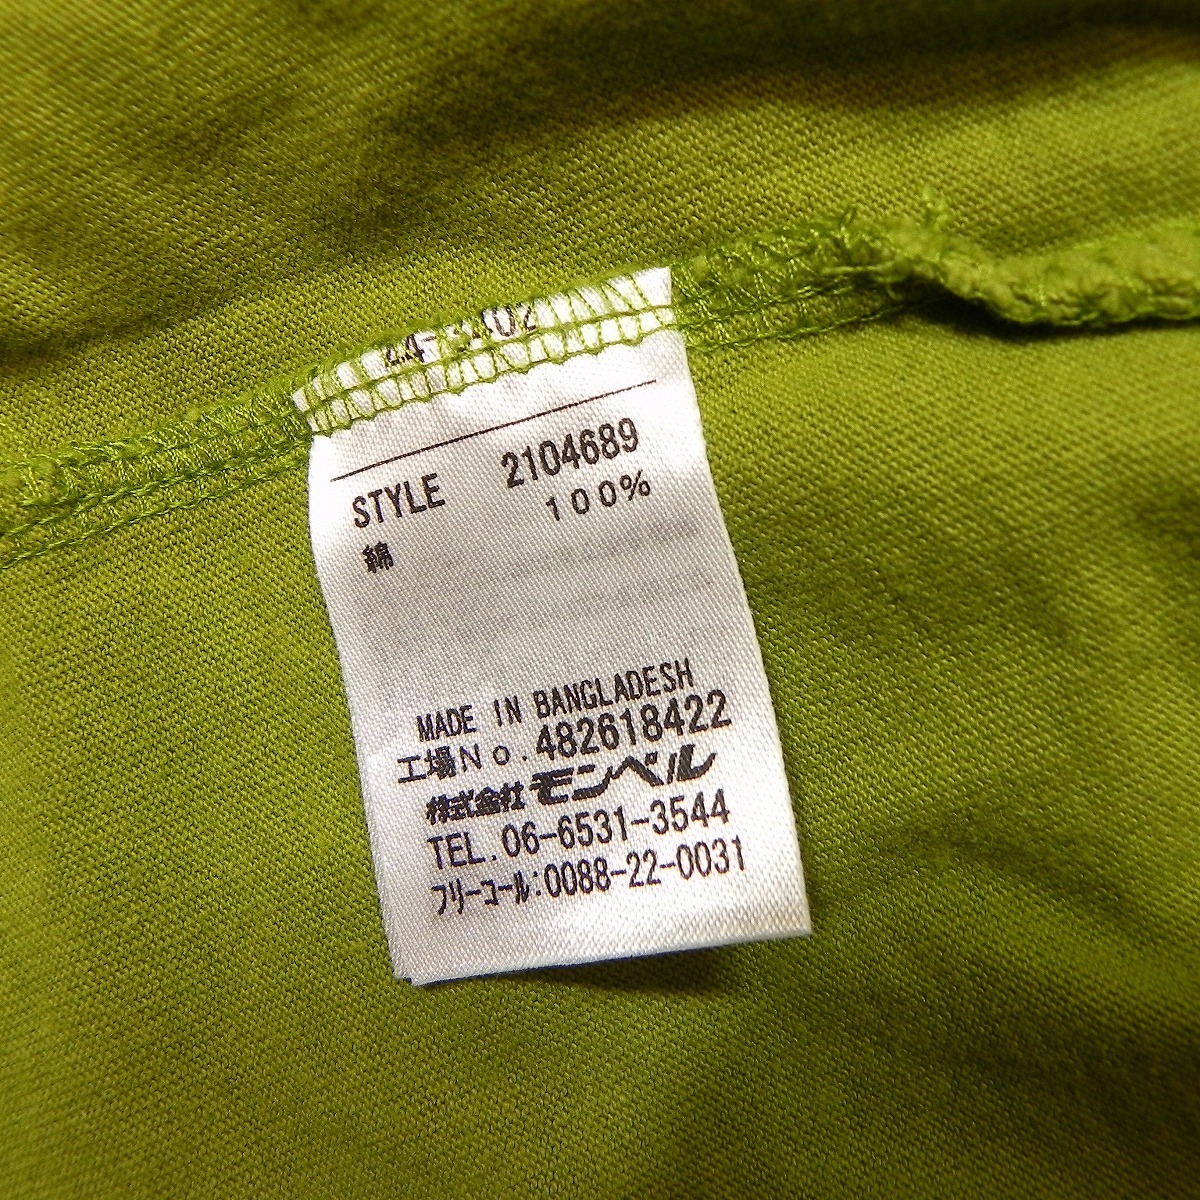 STYLE 2104689
綿 100%
MADE IN BANGLADESH
工場No.482618422
株式会社モンベル
TEL.06-6531-3544
フリーコール:0088-22-0031